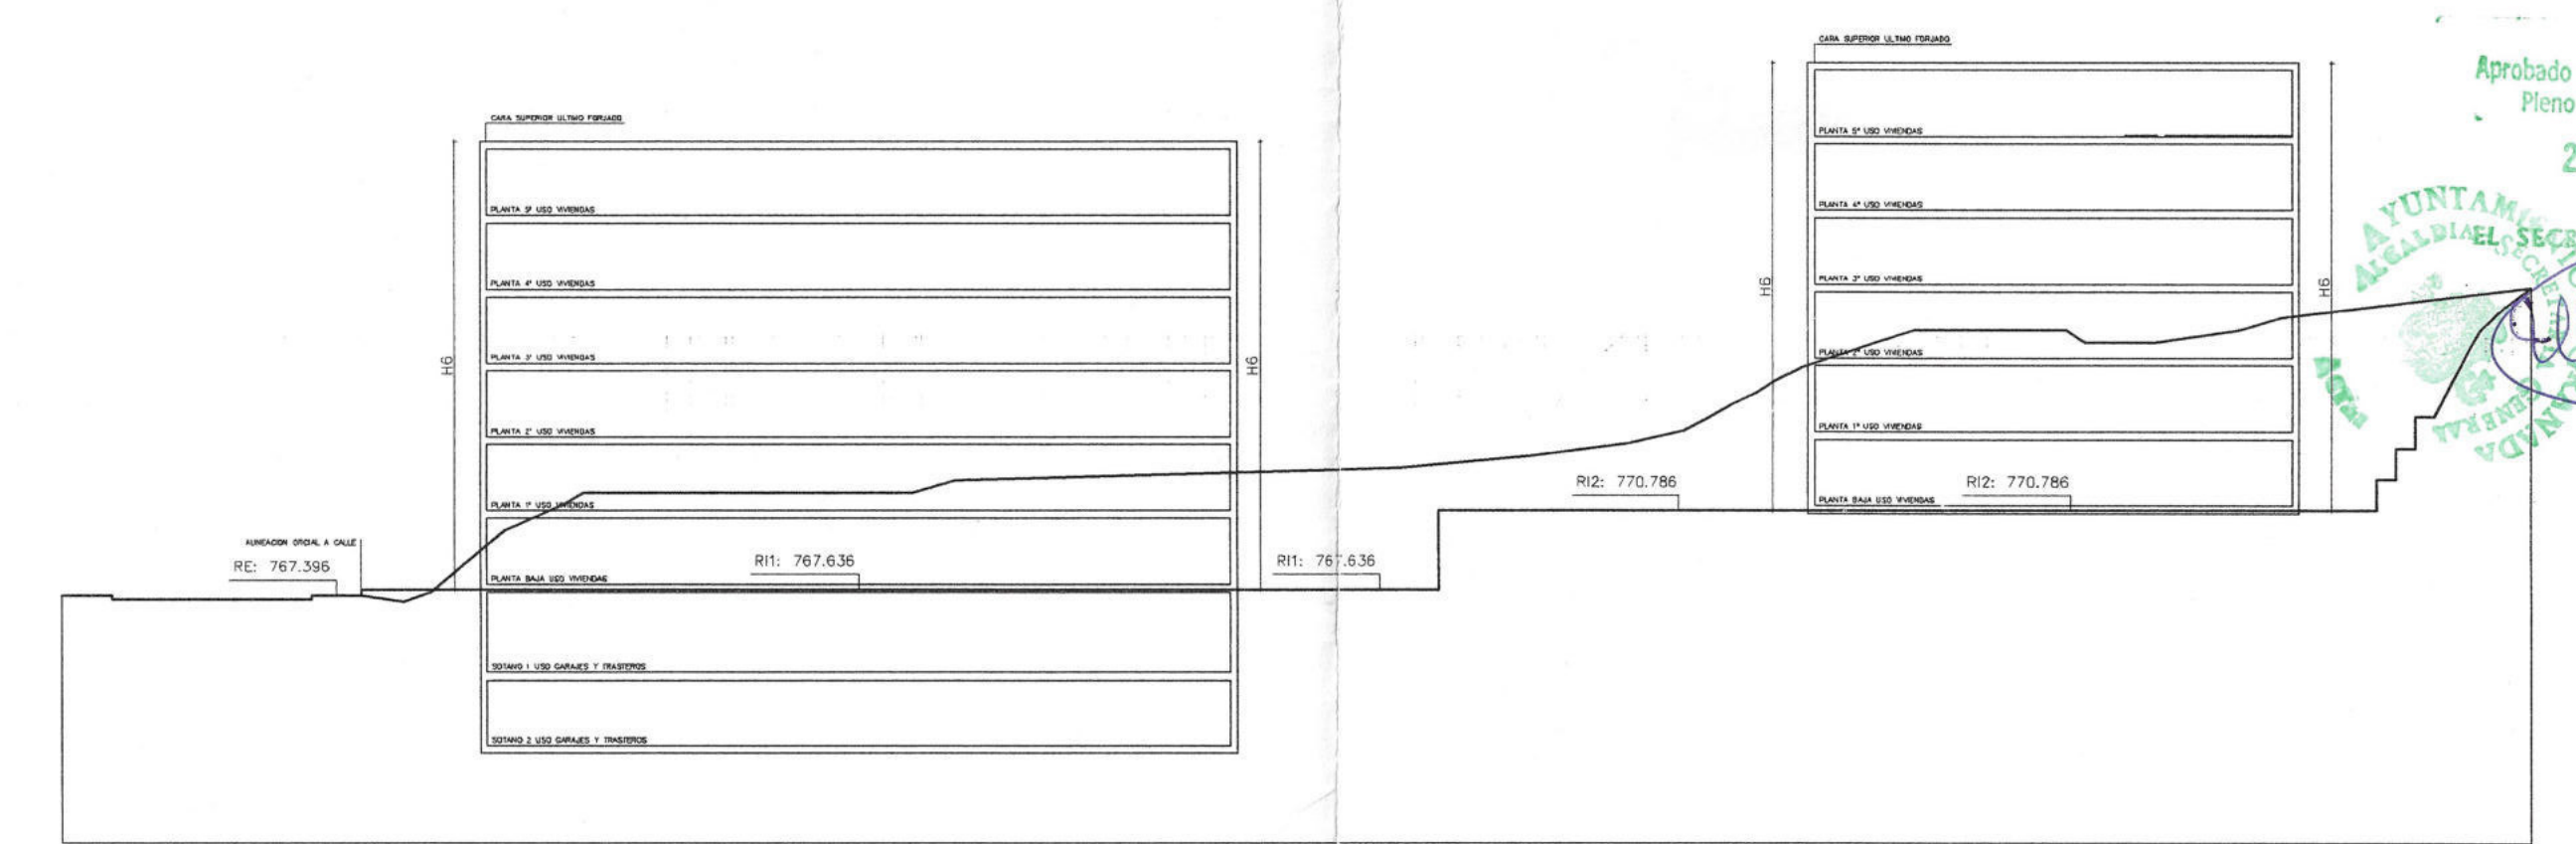 CARA SUPERIOR ULTIMO FORJADO
Aprobado
Pleno
2
CARA SUPERIOR ULTIMO FORJADO
PLANTA 5ª USO VIVIENDAS
PLANTA 4ª USO VIVIENDAS
PLANTA 3ª USO VIVIENDAS
PLANTA 2ª USO VIVIENDAS
PLANTA 1ª USO VIVIENDAS
PLANTA BAJA USO VIVIENDAS
SOTANO 1 USO GARAJES Y TRASTEROS
SOTANO 2 USO GARAJES Y TRASTEROS
H6
H6
ALINEACION OFICIAL A CALLE
RE: 767.396
RI1: 767.636
RI1: 767.636
PLANTA 5ª USO VIVIENDAS
PLANTA 4ª USO VIVIENDAS
PLANTA 3ª USO VIVIENDAS
PLANTA 2ª USO VIVIENDAS
PLANTA 1ª USO VIVIENDAS
PLANTA BAJA USO VIVIENDAS
H6
H6
RI2: 770.786
RI2: 770.786
ALCALDIA
EL SECR
SECRETARIA GENERAL